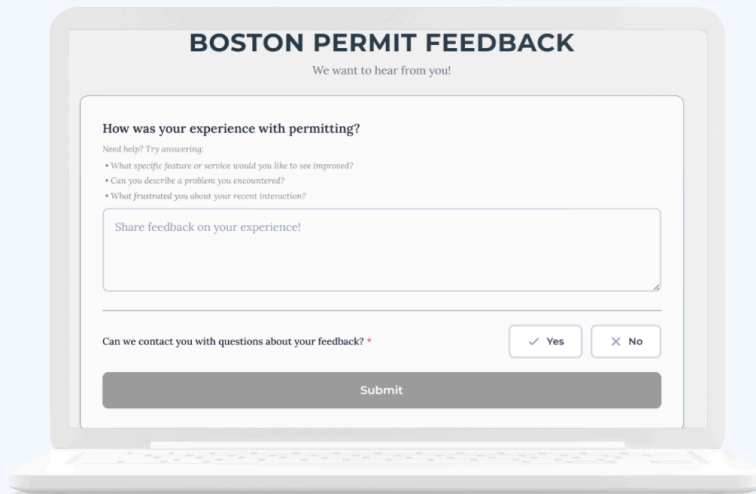 BOSTON PERMIT FEEDBACK
We want to hear from you!
How was your experience with permitting?
Need help? Try answering:
• What specific feature or service would you like to see improved?
• Can you describe a problem you encountered?
• What frustrated you about your recent interaction?
Share feedback on your experience!
Can we contact you with questions about your feedback? * Yes No
Submit